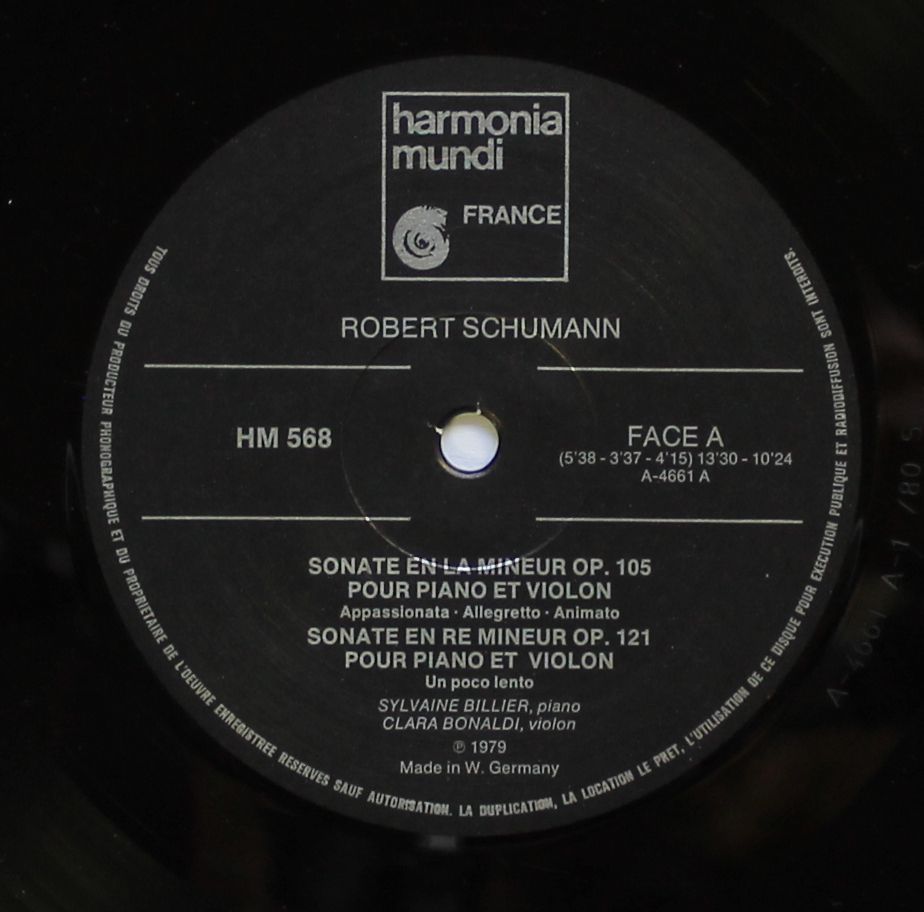 harmonia
mundi
FRANCE
ROBERT SCHUMANN
HM 568
FACE A
(5'38 - 3'37 - 4'15) 13'30 - 10'24
A-4661 A
SONATE EN LA MINEUR OP. 105
POUR PIANO ET VIOLON
Appassionata · Allegretto · Animato
SONATE EN RE MINEUR OP. 121
POUR PIANO ET VIOLON
Un poco lento
SYLVAINE BILLIER, piano
CLARA BONALDI, violon
℗ 1979
Made in W. Germany
TOUS DROITS DU PRODUCTEUR PHONOGRAPHIQUE ET DU PROPRIETAIRE DE L'OEUVRE ENREGISTREE RESERVES SAUF AUTORISATION. LA DUPLICATION, LA LOCATION LE PRET, L'UTILISATION DE CE DISQUE POUR EXECUTION PUBLIQUE ET RADIODIFFUSION SONT INTERDITS.
A-4661 A-1 /80 S